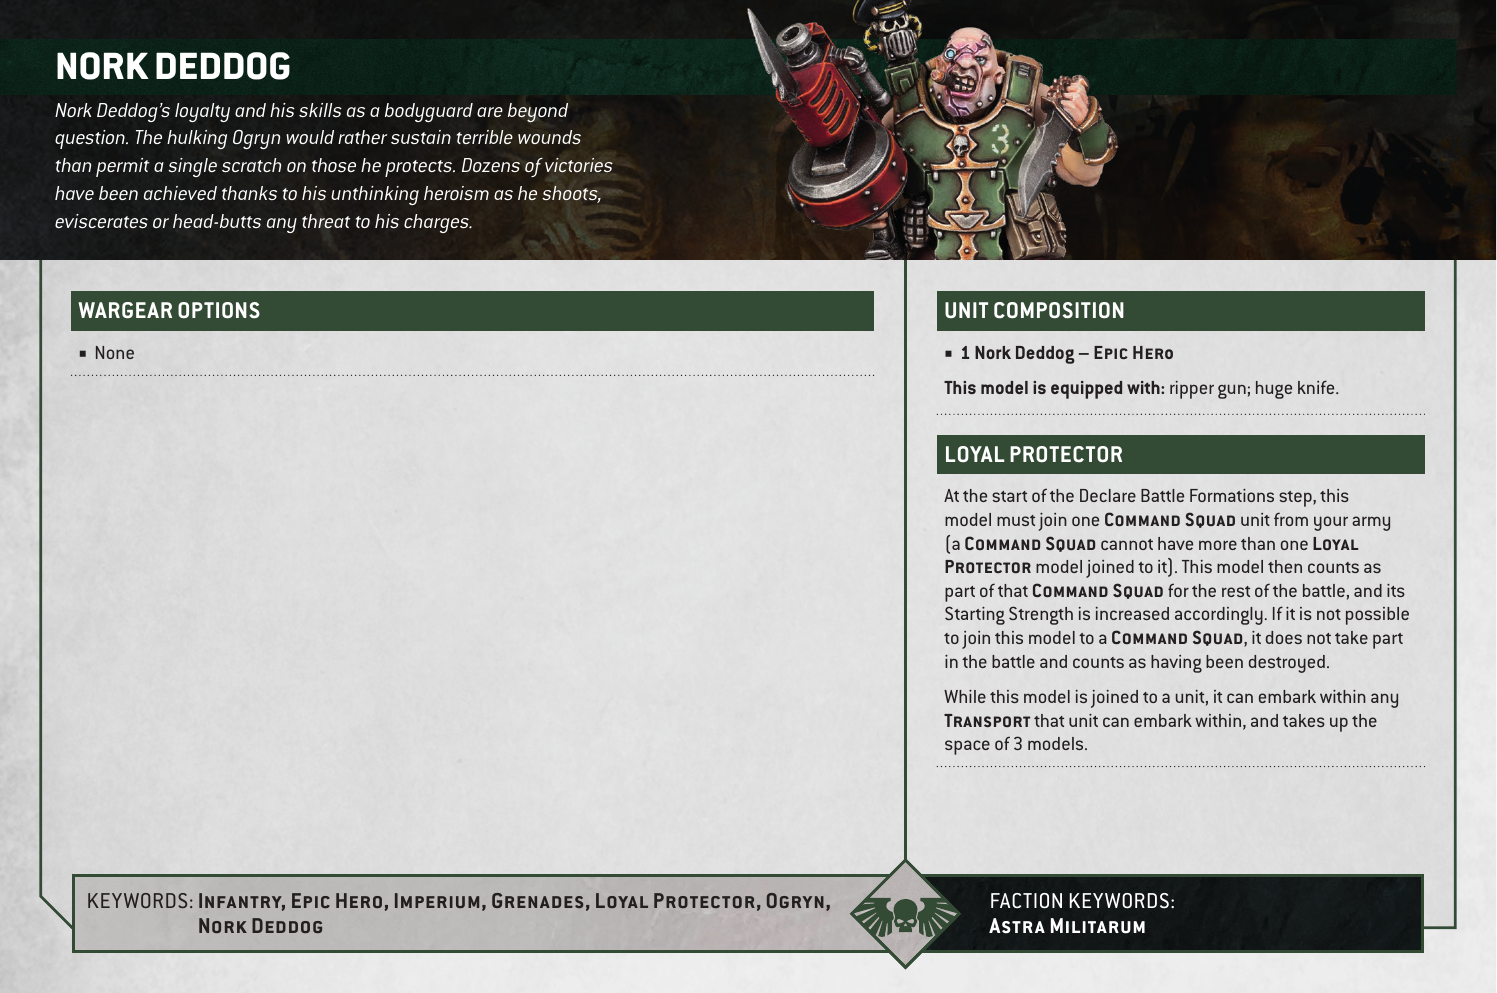 NORK DEDDOG
Nork Deddog’s loyalty and his skills as a bodyguard are beyond
question. The hulking Ogryn would rather sustain terrible wounds
than permit a single scratch on those he protects. Dozens of victories
have been achieved thanks to his unthinking heroism as he shoots,
eviscerates or head-butts any threat to his charges.
3
WARGEAR OPTIONS
▪ None
UNIT COMPOSITION
▪ 1 Nork Deddog – Epic Hero
This model is equipped with: ripper gun; huge knife.
LOYAL PROTECTOR
At the start of the Declare Battle Formations step, this
model must join one Command Squad unit from your army
(a Command Squad cannot have more than one Loyal
Protector model joined to it). This model then counts as
part of that Command Squad for the rest of the battle, and its
Starting Strength is increased accordingly. If it is not possible
to join this model to a Command Squad, it does not take part
in the battle and counts as having been destroyed.
While this model is joined to a unit, it can embark within any
Transport that unit can embark within, and takes up the
space of 3 models.
KEYWORDS: Infantry, Epic Hero, Imperium, Grenades, Loyal Protector, Ogryn,
Nork Deddog
FACTION KEYWORDS:
Astra Militarum